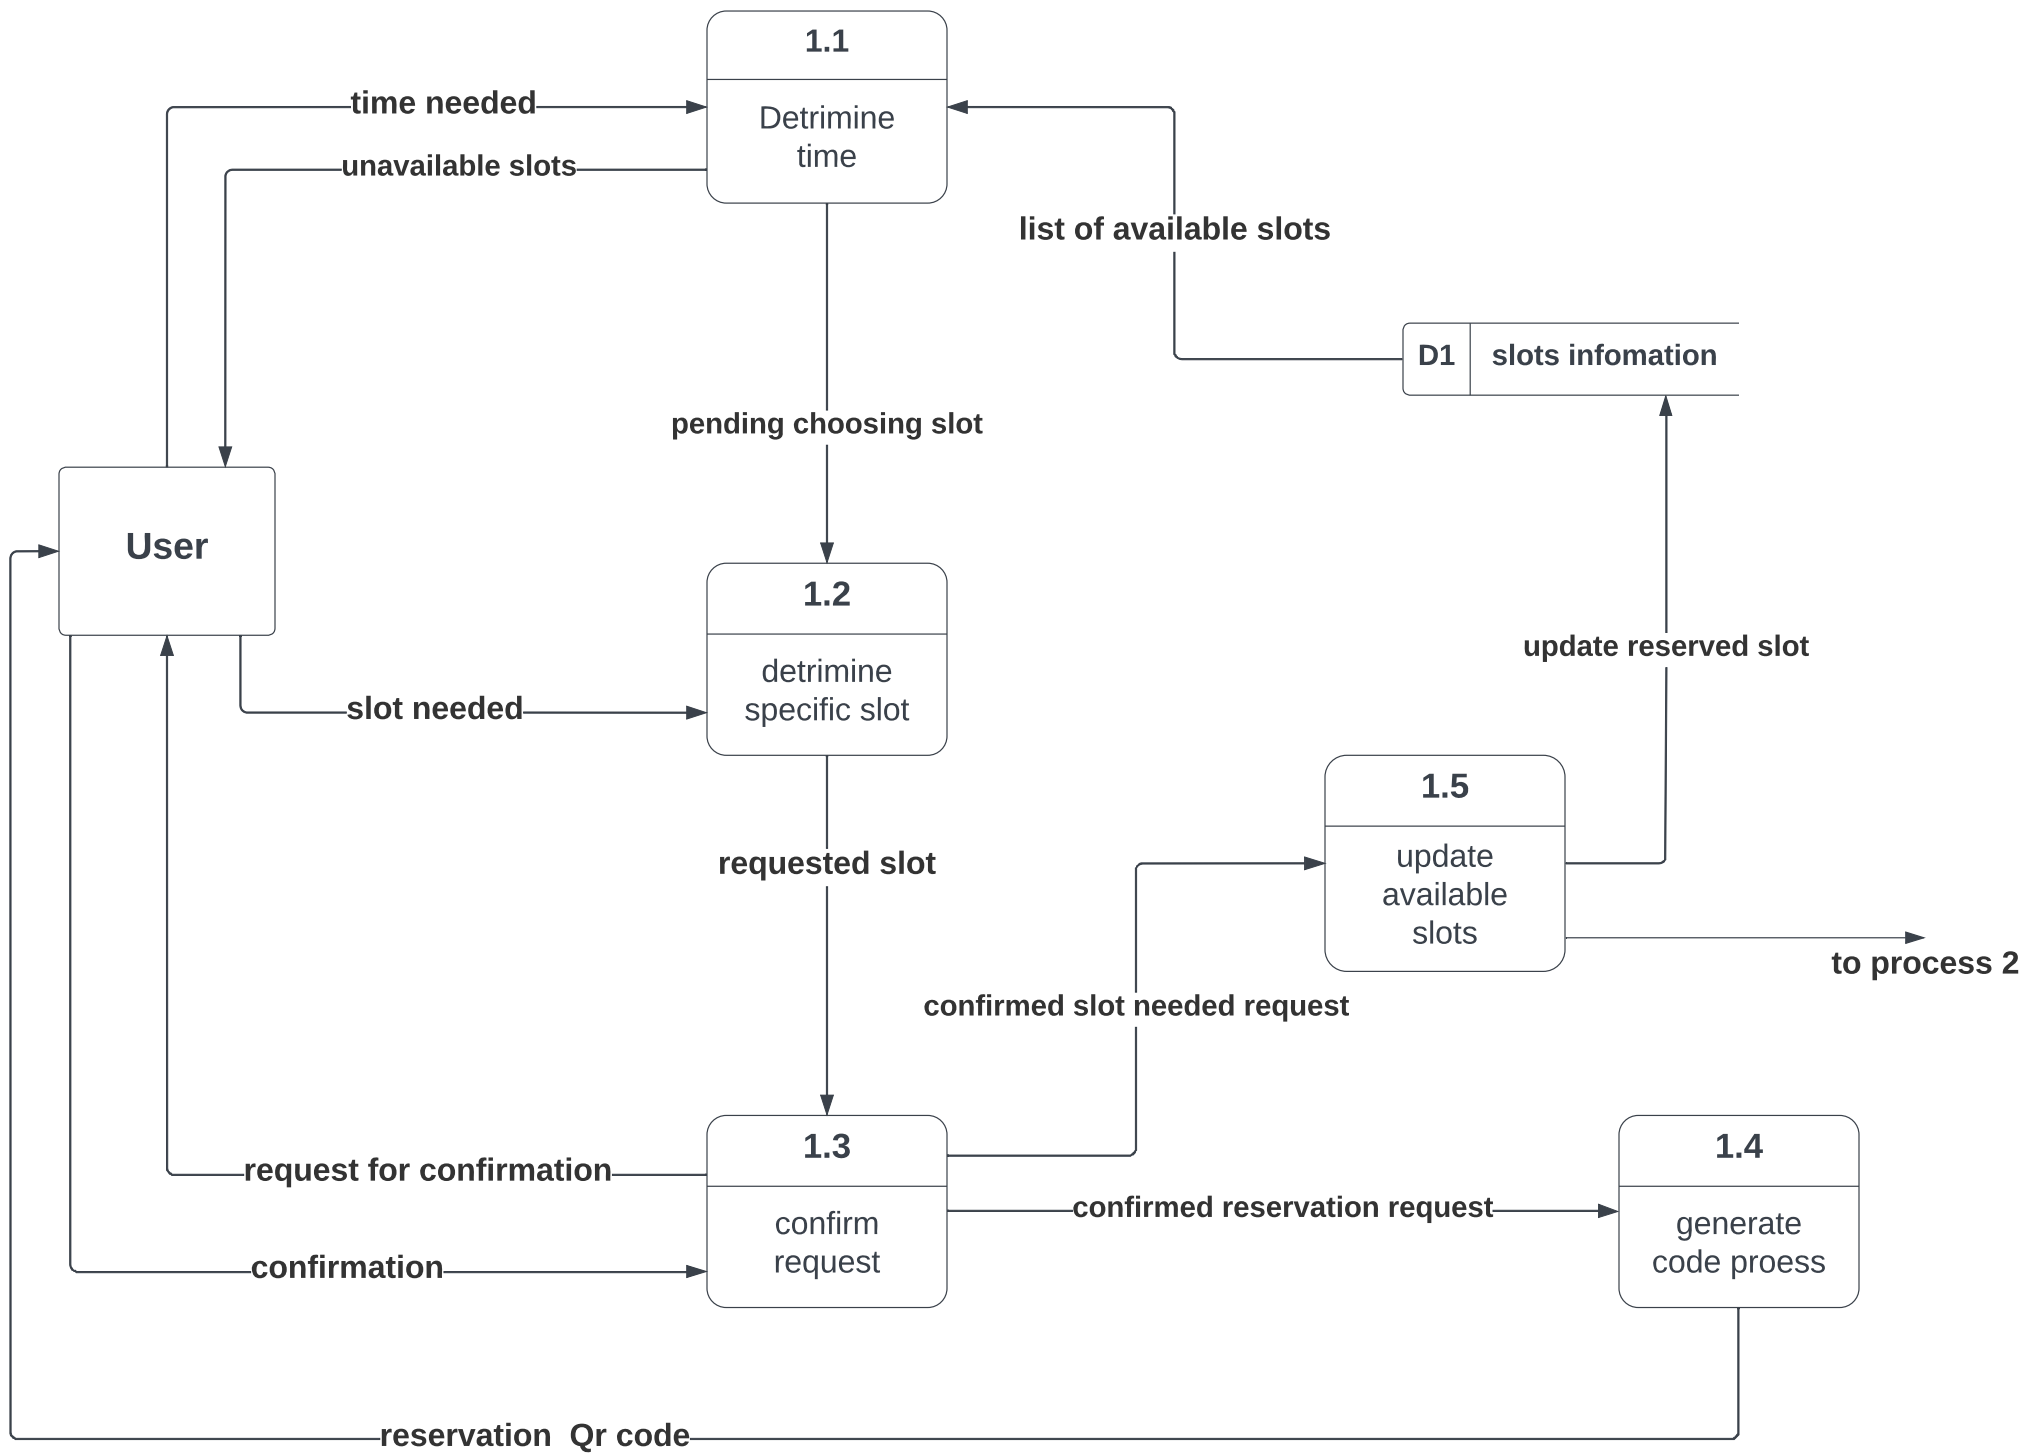 1.1
Detrimine
time
time needed
unavailable slots
list of available slots
D1
slots infomation
pending choosing slot
User
1.2
detrimine
specific slot
slot needed
update reserved slot
1.5
update
available
slots
requested slot
to process 2
confirmed slot needed request
1.3
confirm
request
request for confirmation
confirmation
confirmed reservation request
1.4
generate
code proess
reservation  Qr code